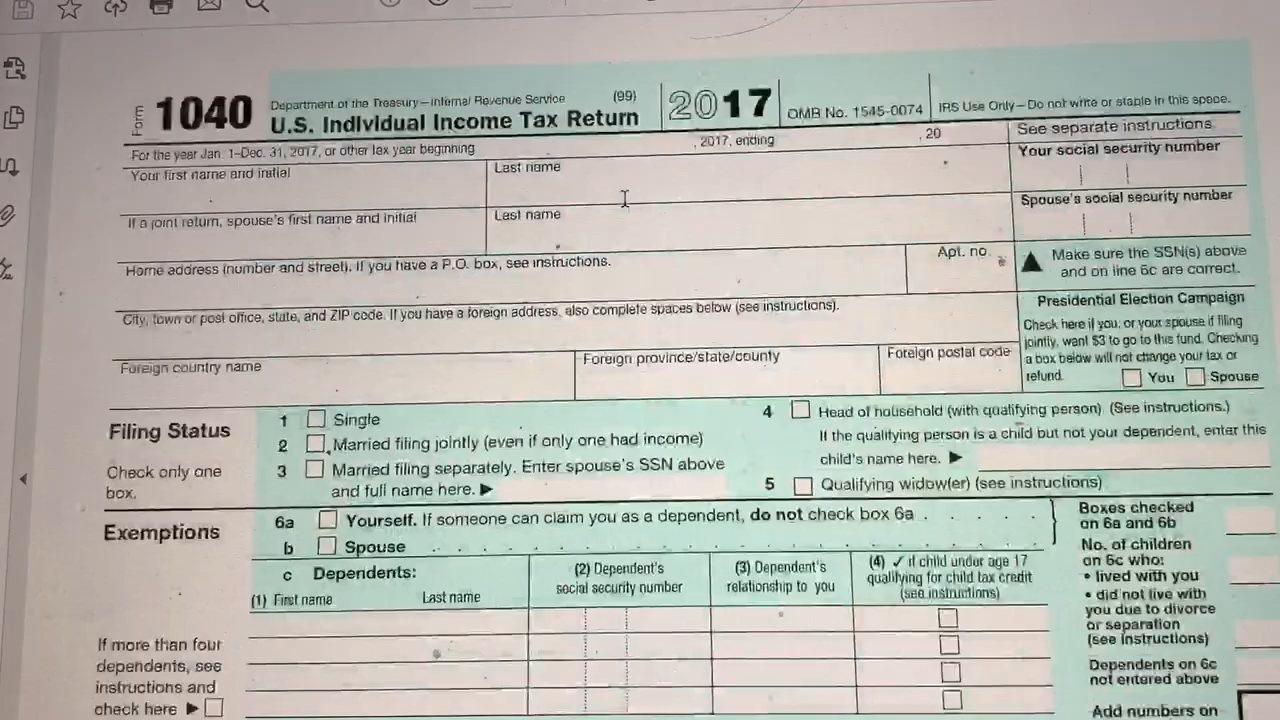 Form 1040 Department of the Treasury—Internal Revenue Service (99)
U.S. Individual Income Tax Return
2017
OMB No. 1545-0074
IRS Use Only—Do not write or staple in this space.
For the year Jan. 1–Dec. 31, 2017, or other tax year beginning , 2017, ending , 20
See separate instructions.
Your first name and initial
Last name
Your social security number
If a joint return, spouse's first name and initial
Last name
Spouse's social security number
Home address (number and street). If you have a P.O. box, see instructions.
Apt. no.
▲ Make sure the SSN(s) above
and on line 6c are correct.
City, town or post office, state, and ZIP code. If you have a foreign address, also complete spaces below (see instructions).
Foreign country name
Foreign province/state/county
Foreign postal code
Presidential Election Campaign
Check here if you, or your spouse if filing
jointly, want $3 to go to this fund. Checking
a box below will not change your tax or
refund.
You Spouse
Filing Status
Check only one
box.
1 Single
2 Married filing jointly (even if only one had income)
3 Married filing separately. Enter spouse's SSN above
and full name here. ▶
4 Head of household (with qualifying person). (See instructions.)
If the qualifying person is a child but not your dependent, enter this
child's name here. ▶
5 Qualifying widow(er) (see instructions)
Exemptions
6a Yourself. If someone can claim you as a dependent, do not check box 6a . . . . .
b Spouse . . . . . . . . . . . . . . . . . . . . .
c Dependents:
(1) First name Last name
(2) Dependent's
social security number
(3) Dependent's
relationship to you
(4) ✓ if child under age 17
qualifying for child tax credit
(see instructions)
If more than four
dependents, see
instructions and
check here ▶
Boxes checked
on 6a and 6b
No. of children
on 6c who:
• lived with you
• did not live with
you due to divorce
or separation
(see instructions)
Dependents on 6c
not entered above
Add numbers on